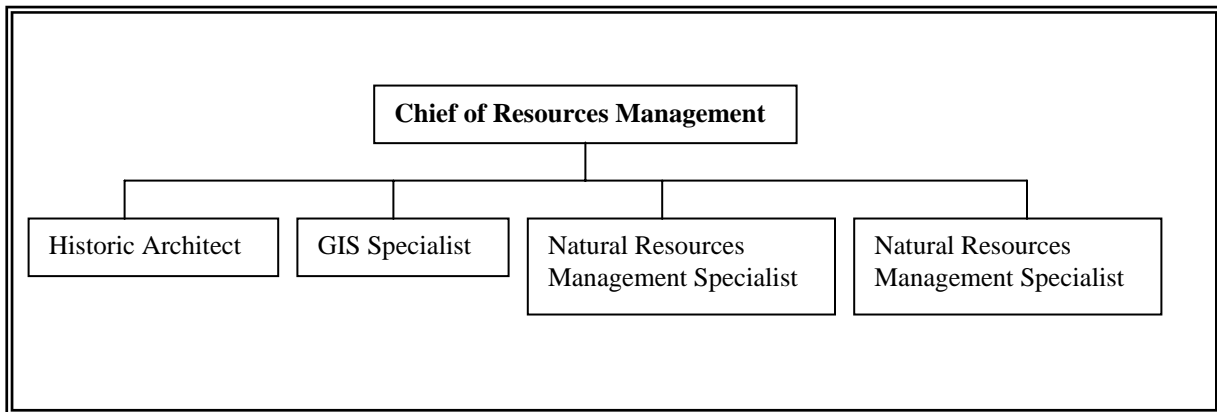 Chief of Resources Management
Historic Architect
GIS Specialist
Natural Resources
Management Specialist
Natural Resources
Management Specialist